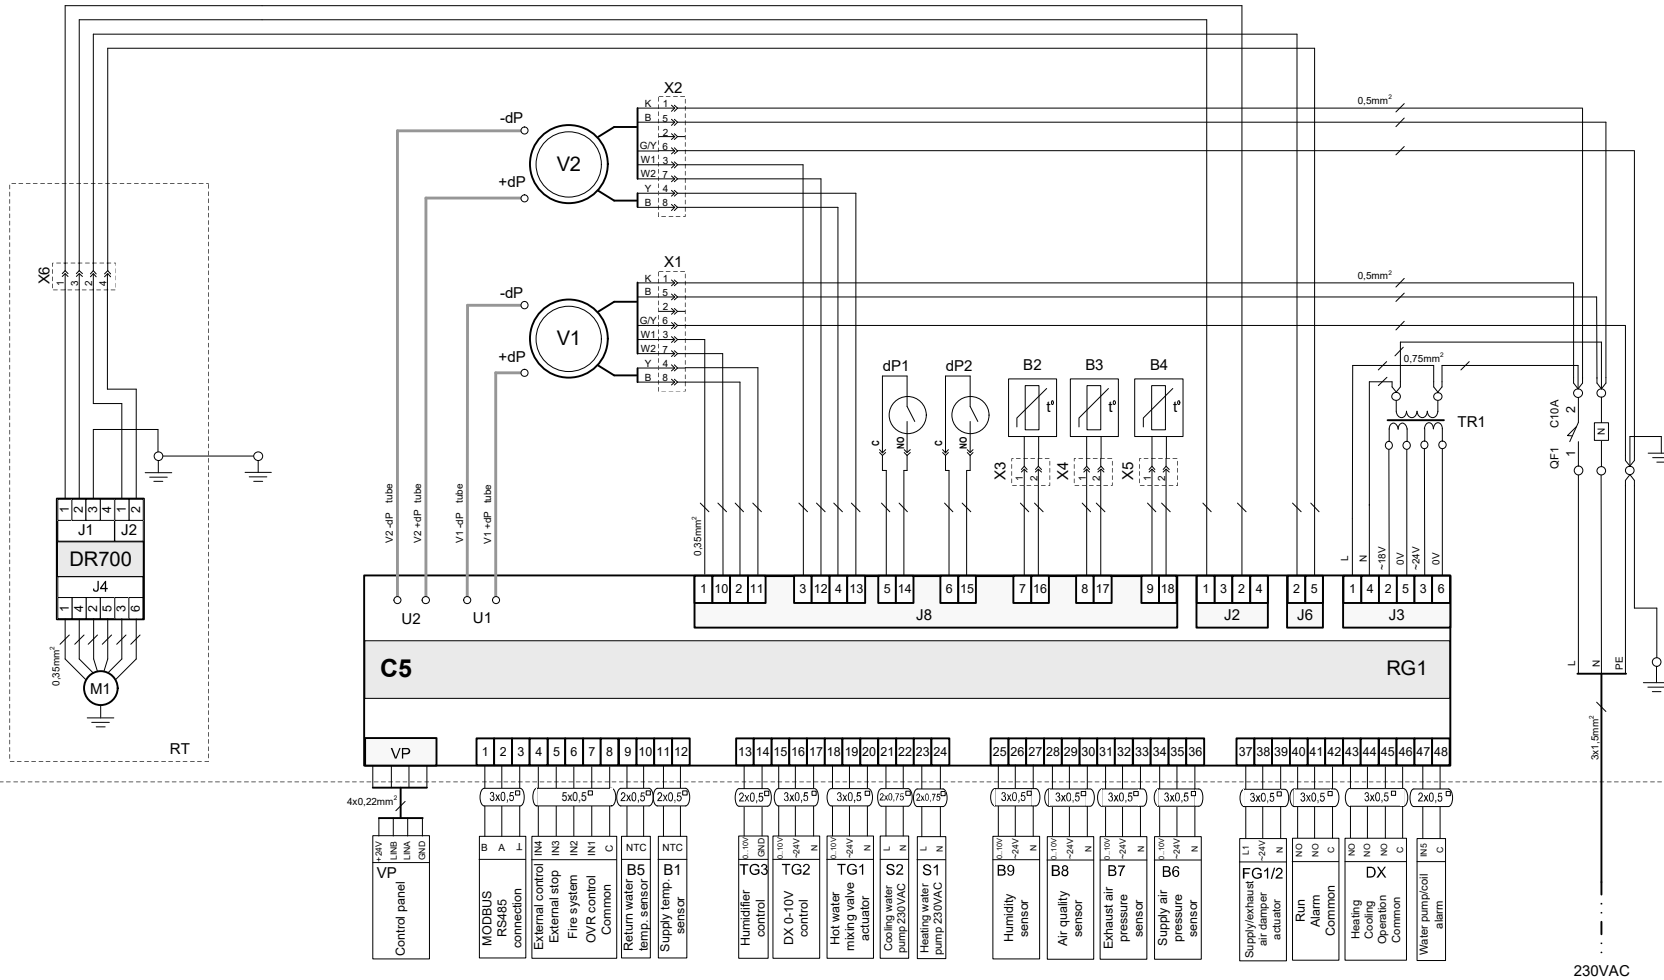 X2
K 1
B 5
2
G/Y 6
W1 3
W2 7
Y 4
B 8
0,5mm²
-dP
V2
+dP
X6
1 3 2 4
X1
K 1
B 5
2
G/Y 6
W1 3
W2 7
Y 4
B 8
0,5mm²
-dP
V1
+dP
dP1
dP2
B2
B3
B4
t°
t°
t°
0,75mm²
TR1
QF1
C10A
2
1
N
C NO
C NO
X3 1 2
X4 1 2
X5 1 2
V2 -dP tube
V2 +dP tube
V1 -dP tube
V1 +dP tube
0,35mm²
L
N
~18V
0V
~24V
0V
1 2 3 4 1 2
J1 J2
DR700
J4
1 4 2 5 3 6
0,35mm²
M1
RT
1 10 2 11 3 12 4 13 5 14 6 15 7 16 8 17 9 18
J8
1 3 2 4
J2
2 5
J6
1 4 2 5 3 6
J3
U2
U1
C5
RG1
L
N
PE
3x1,5mm²
VP
1 2 3 4 5 6 7 8 9 10 11 12
13 14 15 16 17 18 19 20 21 22 23 24
25 26 27 28 29 30 31 32 33 34 35 36
37 38 39 40 41 42 43 44 45 46 47 48
4x0,22mm²
3x0,5
5x0,5
2x0,5
2x0,5
2x0,5
3x0,5
3x0,5
2x0,75
2x0,75
3x0,5
3x0,5
3x0,5
3x0,5
3x0,5
3x0,5
3x0,5
2x0,5
+24V
LINB
LINA
GND
VP
Control panel
B
A
⊥
MODBUS
RS485
connection
IN4
IN3
IN2
IN1
C
External control
External stop
Fire system
OVR control
Common
NTC
B5
Return water
temp. sensor
NTC
B1
Supply temp.
sensor
0..10V
GND
TG3
Humidifier
control
0..10V
~24V
N
TG2
DX 0-10V
control
0..10V
~24V
N
TG1
Hot water
mixing valve
actuator
L
N
S2
Cooling water
pump 230VAC
L
N
S1
Heating water
pump 230VAC
0..10V
~24V
N
B9
Humidity
sensor
0..10V
~24V
N
B8
Air quality
sensor
0..10V
~24V
N
B7
Exhaust air
pressure
sensor
0..10V
~24V
N
B6
Supply air
pressure
sensor
L1
~24V
N
FG1/2
Supply/exhaust
air damper
actuator
NO
NO
C
Run
Alarm
Common
NO
NO
NO
C
DX
Heating
Cooling
Operation
Common
IN5
C
Water pump/coil
alarm
230VAC